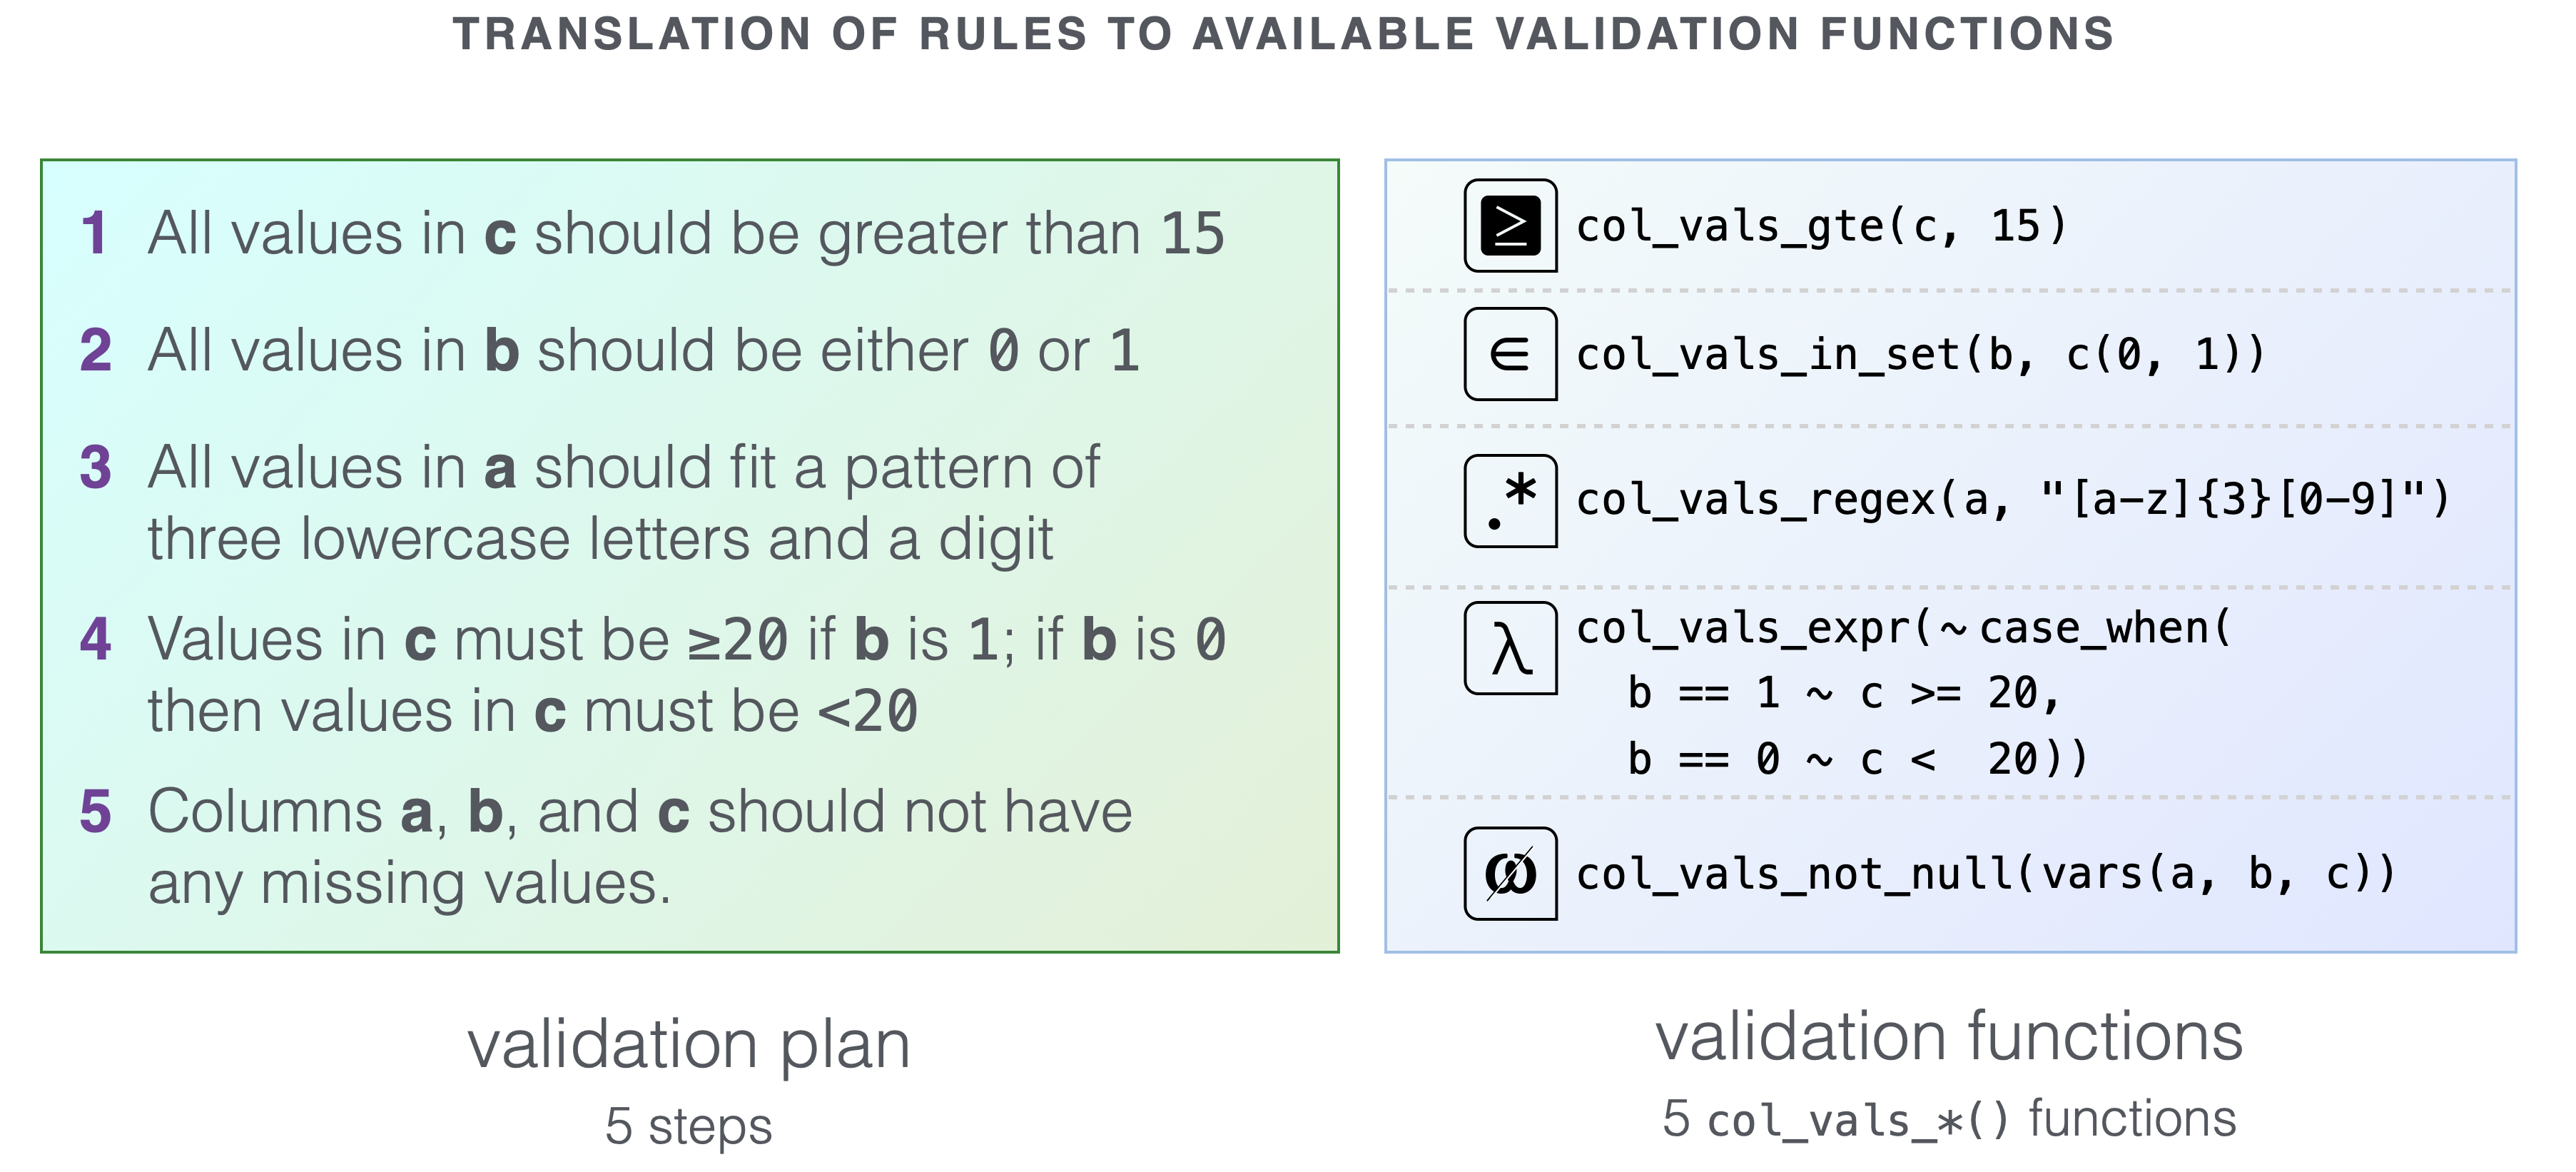 TRANSLATION OF RULES TO AVAILABLE VALIDATION FUNCTIONS
1 All values in c should be greater than 15
2 All values in b should be either 0 or 1
3 All values in a should fit a pattern of
three lowercase letters and a digit
4 Values in c must be ≥20 if b is 1; if b is 0
then values in c must be <20
5 Columns a, b, and c should not have
any missing values.
validation plan
5 steps
≥ col_vals_gte(c, 15)
∈ col_vals_in_set(b, c(0, 1))
.* col_vals_regex(a, "[a-z]{3}[0-9]")
λ col_vals_expr(~ case_when(
b == 1 ~ c >= 20,
b == 0 ~ c <  20))
col_vals_not_null(vars(a, b, c))
validation functions
5 col_vals_*() functions